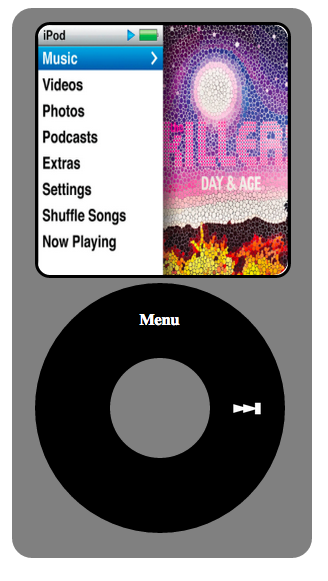 iPod
Music
Videos
Photos
Podcasts
Extras
Settings
Shuffle Songs
Now Playing
KILLER
DAY & AGE
Menu